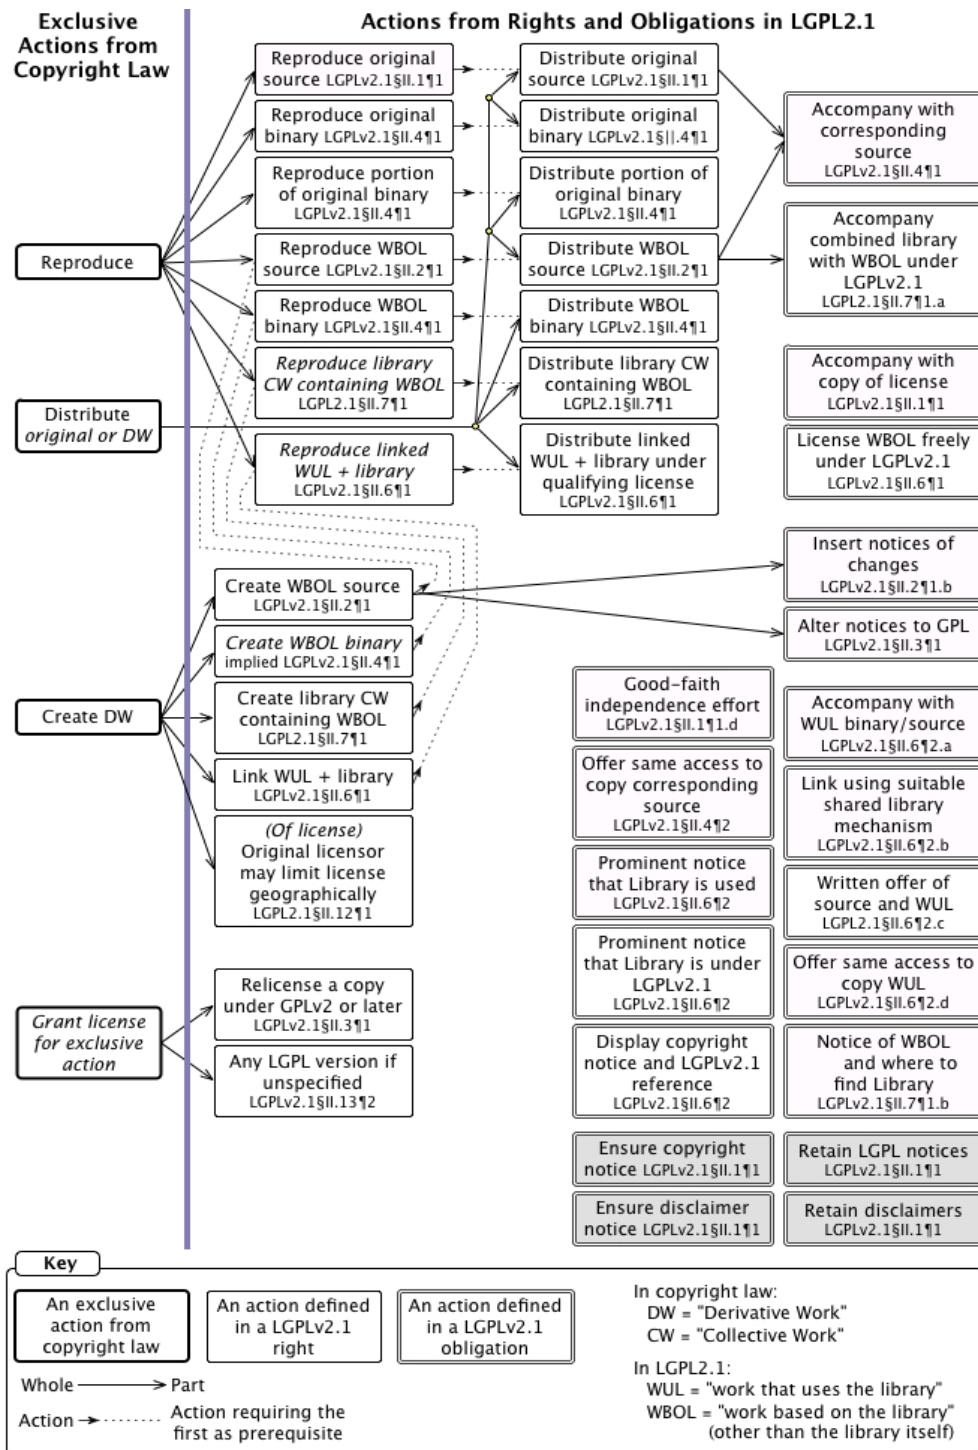 Exclusive
Actions from
Copyright Law
Actions from Rights and Obligations in LGPL2.1
Reproduce original
source LGPLv2.1§II.1¶1
Distribute original
source LGPLv2.1§II.1¶1
Reproduce original
binary LGPLv2.1§II.4¶1
Distribute original
binary LGPLv2.1§||.4¶1
Accompany with
corresponding
source
LGPLv2.1§II.4¶1
Reproduce portion
of original binary
LGPLv2.1§II.4¶1
Distribute portion of
original binary
LGPLv2.1§II.4¶1
Reproduce
Reproduce WBOL
source LGPLv2.1§II.2¶1
Distribute WBOL
source LGPLv2.1§II.2¶1
Accompany
combined library
with WBOL under
LGPLv2.1
LGPL2.1§II.7¶1.a
Reproduce WBOL
binary LGPLv2.1§II.4¶1
Distribute WBOL
binary LGPLv2.1§II.4¶1
Reproduce library
CW containing WBOL
LGPL2.1§II.7¶1
Distribute library CW
containing WBOL
LGPL2.1§II.7¶1
Accompany with
copy of license
LGPLv2.1§II.1¶1
Distribute
original or DW
Reproduce linked
WUL + library
LGPLv2.1§II.6¶1
Distribute linked
WUL + library under
qualifying license
LGPLv2.1§II.6¶1
License WBOL freely
under LGPLv2.1
LGPLv2.1§II.6¶1
Insert notices of
changes
LGPLv2.1§II.2¶1.b
Create WBOL source
LGPLv2.1§II.2¶1
Alter notices to GPL
LGPLv2.1§II.3¶1
Create WBOL binary
implied LGPLv2.1§II.4¶1
Create DW
Create library CW
containing WBOL
LGPL2.1§II.7¶1
Good-faith
independence effort
LGPLv2.1§II.1¶1.d
Accompany with
WUL binary/source
LGPLv2.1§II.6¶2.a
Link WUL + library
LGPLv2.1§II.6¶1
Offer same access to
copy corresponding
source
LGPLv2.1§II.4¶2
Link using suitable
shared library
mechanism
LGPLv2.1§II.6¶2.b
(Of license)
Original licensor
may limit license
geographically
LGPL2.1§II.12¶1
Prominent notice
that Library is used
LGPLv2.1§II.6¶2
Written offer of
source and WUL
LGPL2.1§II.6¶2.c
Prominent notice
that Library is under
LGPLv2.1
LGPLv2.1§II.6¶2
Offer same access to
copy WUL
LGPLv2.1§II.6¶2.d
Grant license
for exclusive
action
Relicense a copy
under GPLv2 or later
LGPLv2.1§II.3¶1
Any LGPL version if
unspecified
LGPLv2.1§II.13¶2
Display copyright
notice and LGPLv2.1
reference
LGPLv2.1§II.6¶2
Notice of WBOL
and where to
find Library
LGPLv2.1§II.7¶1.b
Ensure copyright
notice LGPLv2.1§II.1¶1
Retain LGPL notices
LGPLv2.1§II.1¶1
Ensure disclaimer
notice LGPLv2.1§II.1¶1
Retain disclaimers
LGPLv2.1§II.1¶1
Key
An exclusive
action from
copyright law
An action defined
in a LGPLv2.1
right
An action defined
in a LGPLv2.1
obligation
Whole
Part
Action
Action requiring the
first as prerequisite
In copyright law:
DW = "Derivative Work"
CW = "Collective Work"
In LGPL2.1:
WUL = "work that uses the library"
WBOL = "work based on the library"
(other than the library itself)